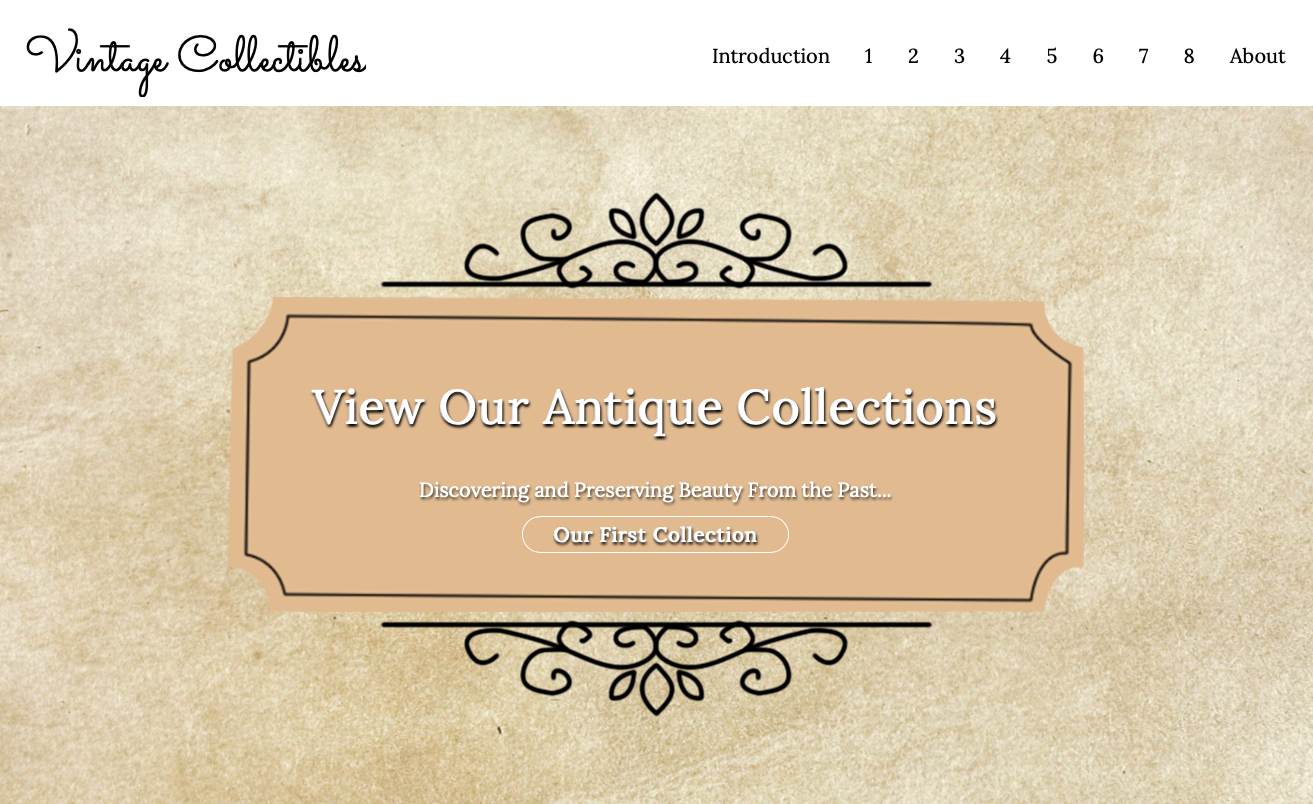 Vintage Collectibles
Introduction 1 2 3 4 5 6 7 8 About
View Our Antique Collections
Discovering and Preserving Beauty From the Past...
Our First Collection